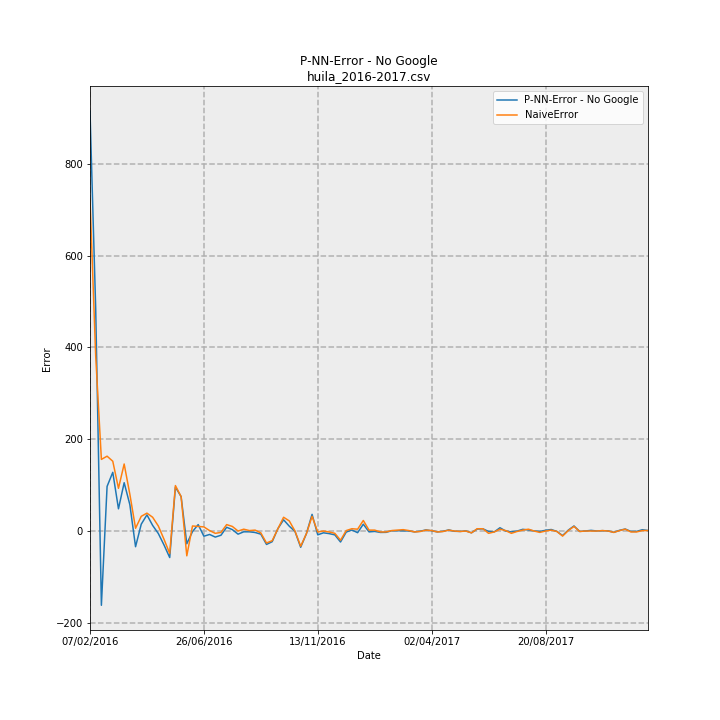 P-NN-Error - No Google
huila_2016-2017.csv
P-NN-Error - No Google
NaiveError
800
600
400
200
0
−200
Error
07/02/2016 26/06/2016 13/11/2016 02/04/2017 20/08/2017
Date